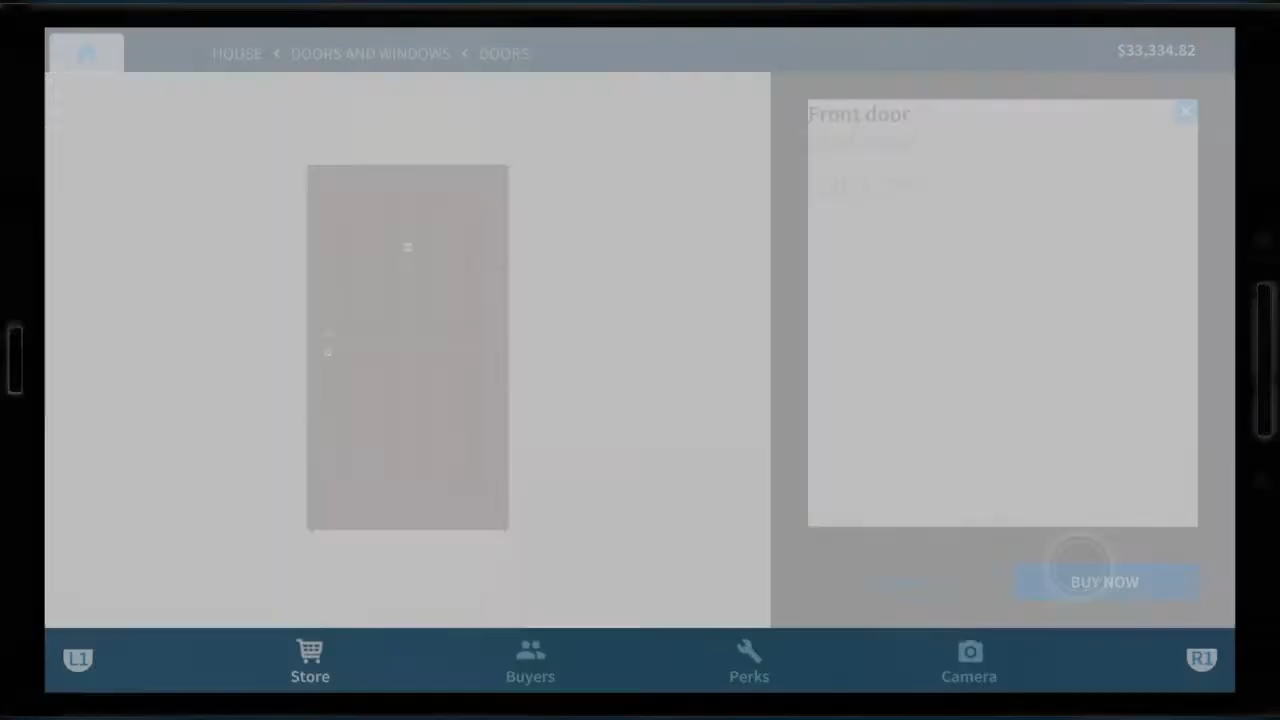 HOUSE < DOORS AND WINDOWS < DOORS
$33,334.82
Front door
BUY NOW
L1
Store
Buyers
Perks
Camera
R1